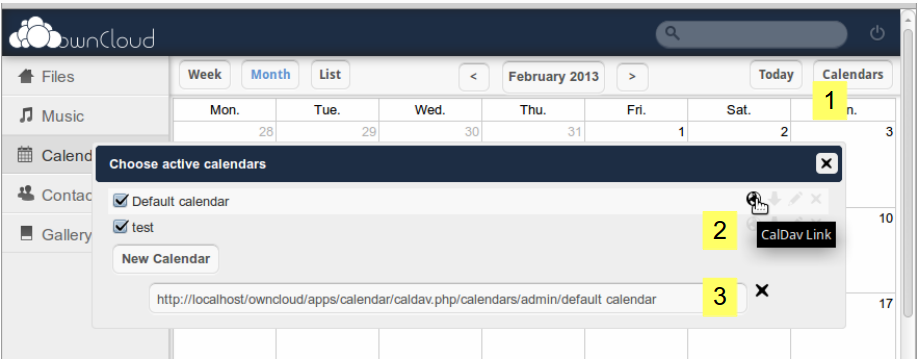 ownCloud
Files
Week Month List < February 2013 > Today Calendars
1
Music
Mon. Tue. Wed. Thu. Fri. Sat. n.
28 29 30 31 1 2 3
Calend
Choose active calendars
Contac
Default calendar
test
2
CalDav Link
10
Gallery
New Calendar
http://localhost/owncloud/apps/calendar/caldav.php/calendars/admin/default calendar
3
17